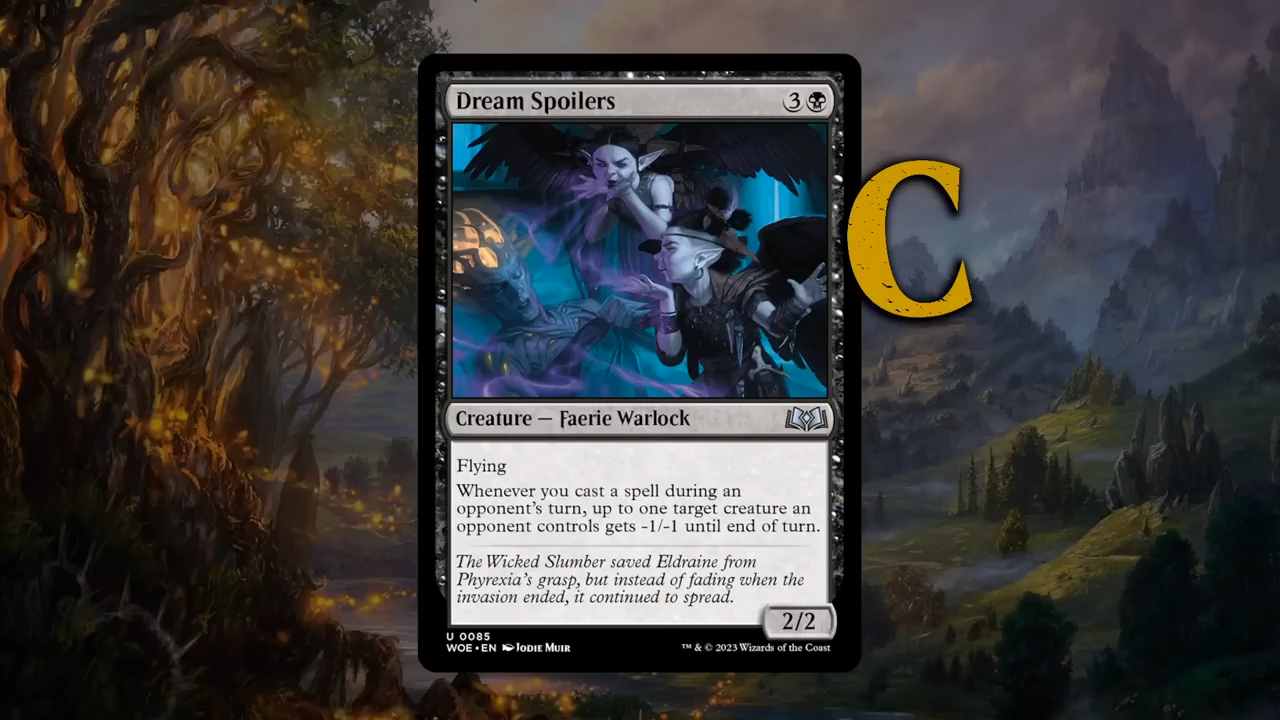 Dream Spoilers 3
C
Creature — Faerie Warlock
Flying
Whenever you cast a spell during an
opponent's turn, up to one target creature an
opponent controls gets -1/-1 until end of turn.
The Wicked Slumber saved Eldraine from
Phyrexia's grasp, but instead of fading when the
invasion ended, it continued to spread.
2/2
U 0085
WOE • EN Jodie Muir
™ & © 2023 Wizards of the Coast